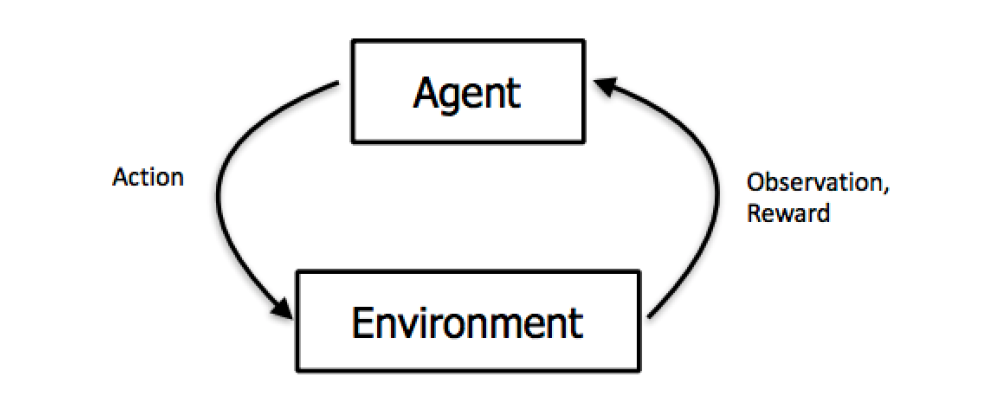 Agent
Action
Observation,
Reward
Environment